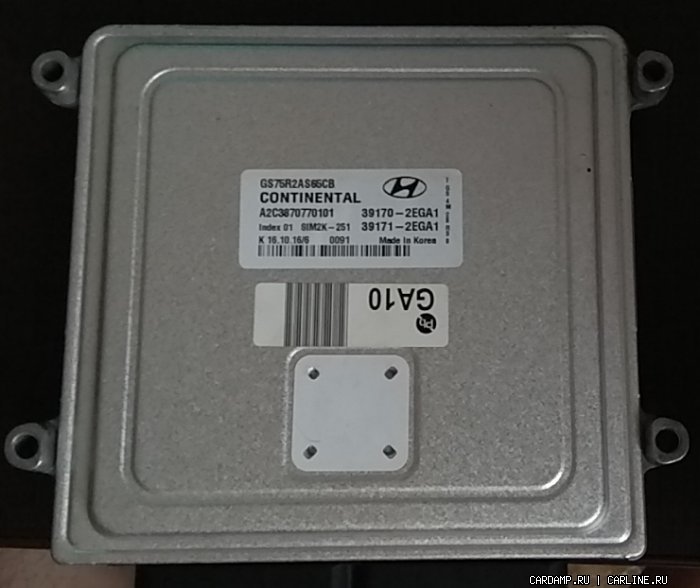 GS75R2AS65CB
CONTINENTAL
A2C3870770101 39170-2EGA1
Index 01 SIM2K-251 39171-2EGA1
K 16.10.16/6 0091 Made in Korea
GA10
Pb
CARDAMP.RU | CARLINE.RU